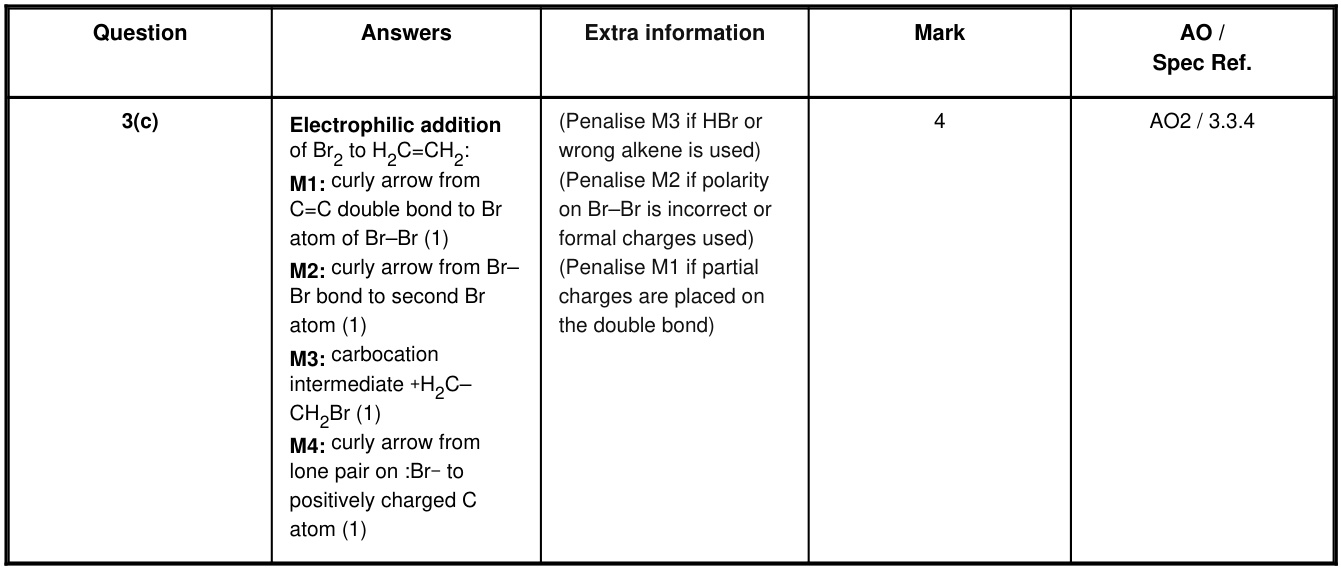 Question Answers Extra information Mark AO /
Spec Ref.
3(c)
Electrophilic addition
of Br2 to H2C=CH2:
M1: curly arrow from
C=C double bond to Br
atom of Br–Br (1)
M2: curly arrow from Br–
Br bond to second Br
atom (1)
M3: carbocation
intermediate +H2C–
CH2Br (1)
M4: curly arrow from
lone pair on :Br– to
positively charged C
atom (1)
(Penalise M3 if HBr or
wrong alkene is used)
(Penalise M2 if polarity
on Br–Br is incorrect or
formal charges used)
(Penalise M1 if partial
charges are placed on
the double bond)
4
AO2 / 3.3.4